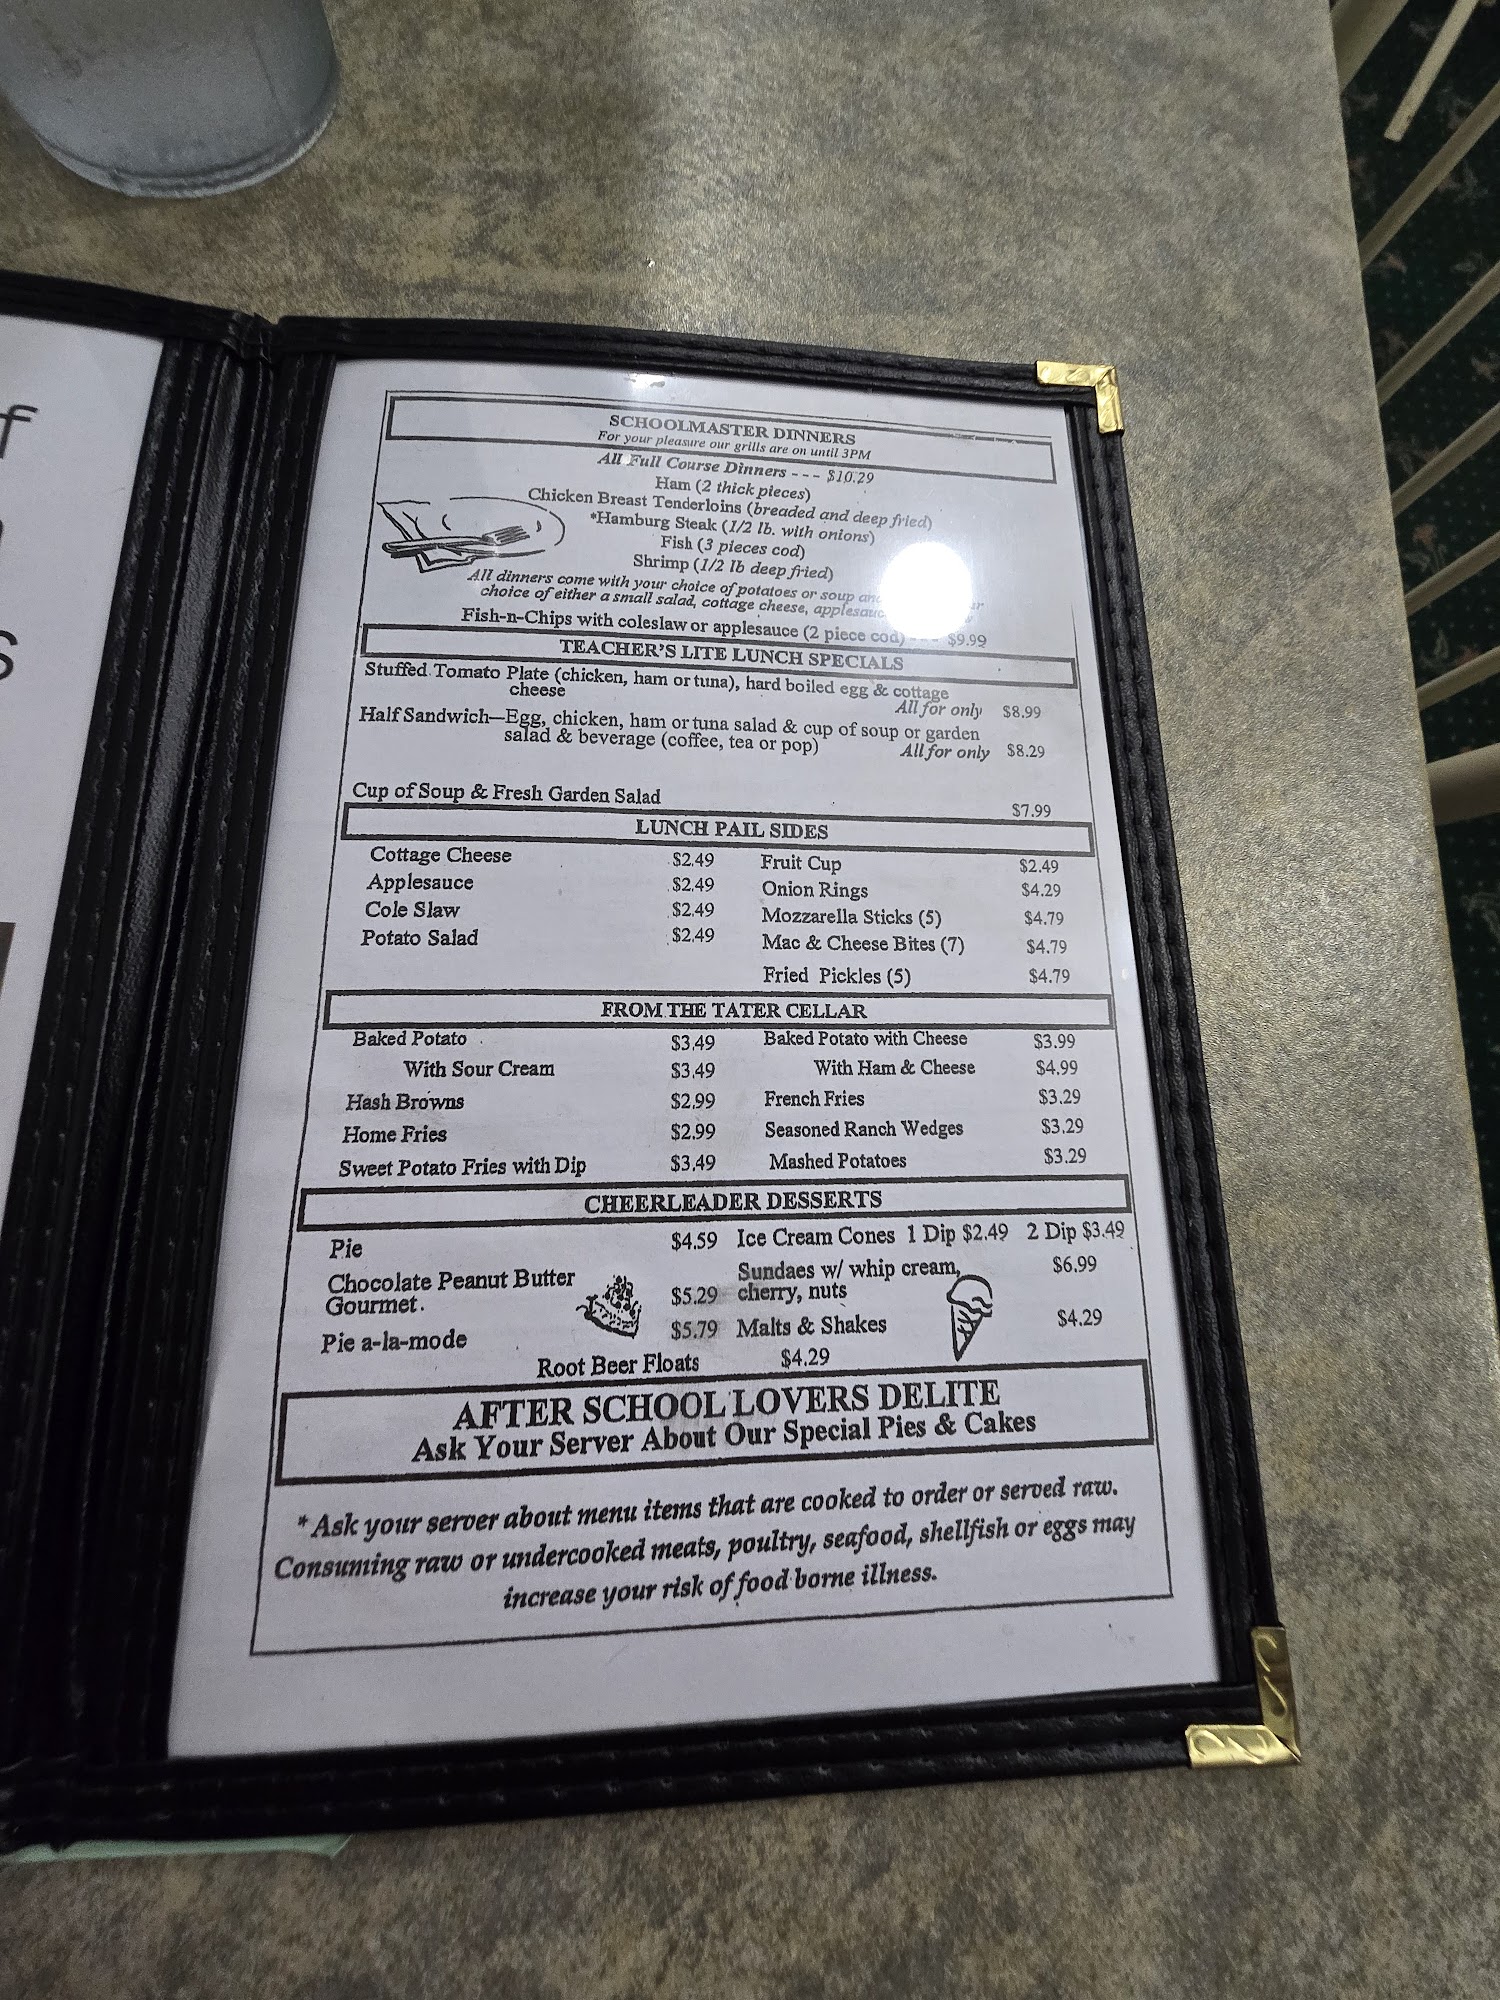 f
s
SCHOOLMASTER DINNERS
For your pleasure our grills are on until 3PM
All Full Course Dinners --- $10.29
Ham (2 thick pieces)
Chicken Breast Tenderloins (breaded and deep fried)
*Hamburg Steak (1/2 lb. with onions)
Fish (3 pieces cod)
Shrimp (1/2 lb deep fried)
All dinners come with your choice of potatoes or soup
choice of either a small salad, cottage cheese,
Fish-n-Chips with coleslaw or applesauce (2 piece cod) --- $9.99
TEACHER'S LITE LUNCH SPECIALS
Stuffed Tomato Plate (chicken, ham or tuna), hard boiled egg & cottage
cheese All for only $8.99
Half Sandwich—Egg, chicken, ham or tuna salad & cup of soup or garden
salad & beverage (coffee, tea or pop) All for only $8.29
Cup of Soup & Fresh Garden Salad $7.99
LUNCH PAIL SIDES
Cottage Cheese $2.49 Fruit Cup $2.49
Applesauce $2.49 Onion Rings $4.29
Cole Slaw $2.49 Mozzarella Sticks (5) $4.79
Potato Salad $2.49 Mac & Cheese Bites (7) $4.79
Fried Pickles (5) $4.79
FROM THE TATER CELLAR
Baked Potato $3.49 Baked Potato with Cheese $3.99
With Sour Cream $3.49 With Ham & Cheese $4.99
Hash Browns $2.99 French Fries $3.29
Home Fries $2.99 Seasoned Ranch Wedges $3.29
Sweet Potato Fries with Dip $3.49 Mashed Potatoes $3.29
CHEERLEADER DESSERTS
Pie $4.59 Ice Cream Cones 1 Dip $2.49 2 Dip $3.49
Chocolate Peanut Butter Sundaes w/ whip cream, $6.99
Gourmet. $5.29 cherry, nuts
Pie a-la-mode $5.79 Malts & Shakes $4.29
Root Beer Floats $4.29
AFTER SCHOOL LOVERS DELITE
Ask Your Server About Our Special Pies & Cakes
* Ask your server about menu items that are cooked to order or served raw.
Consuming raw or undercooked meats, poultry, seafood, shellfish or eggs may
increase your risk of food borne illness.